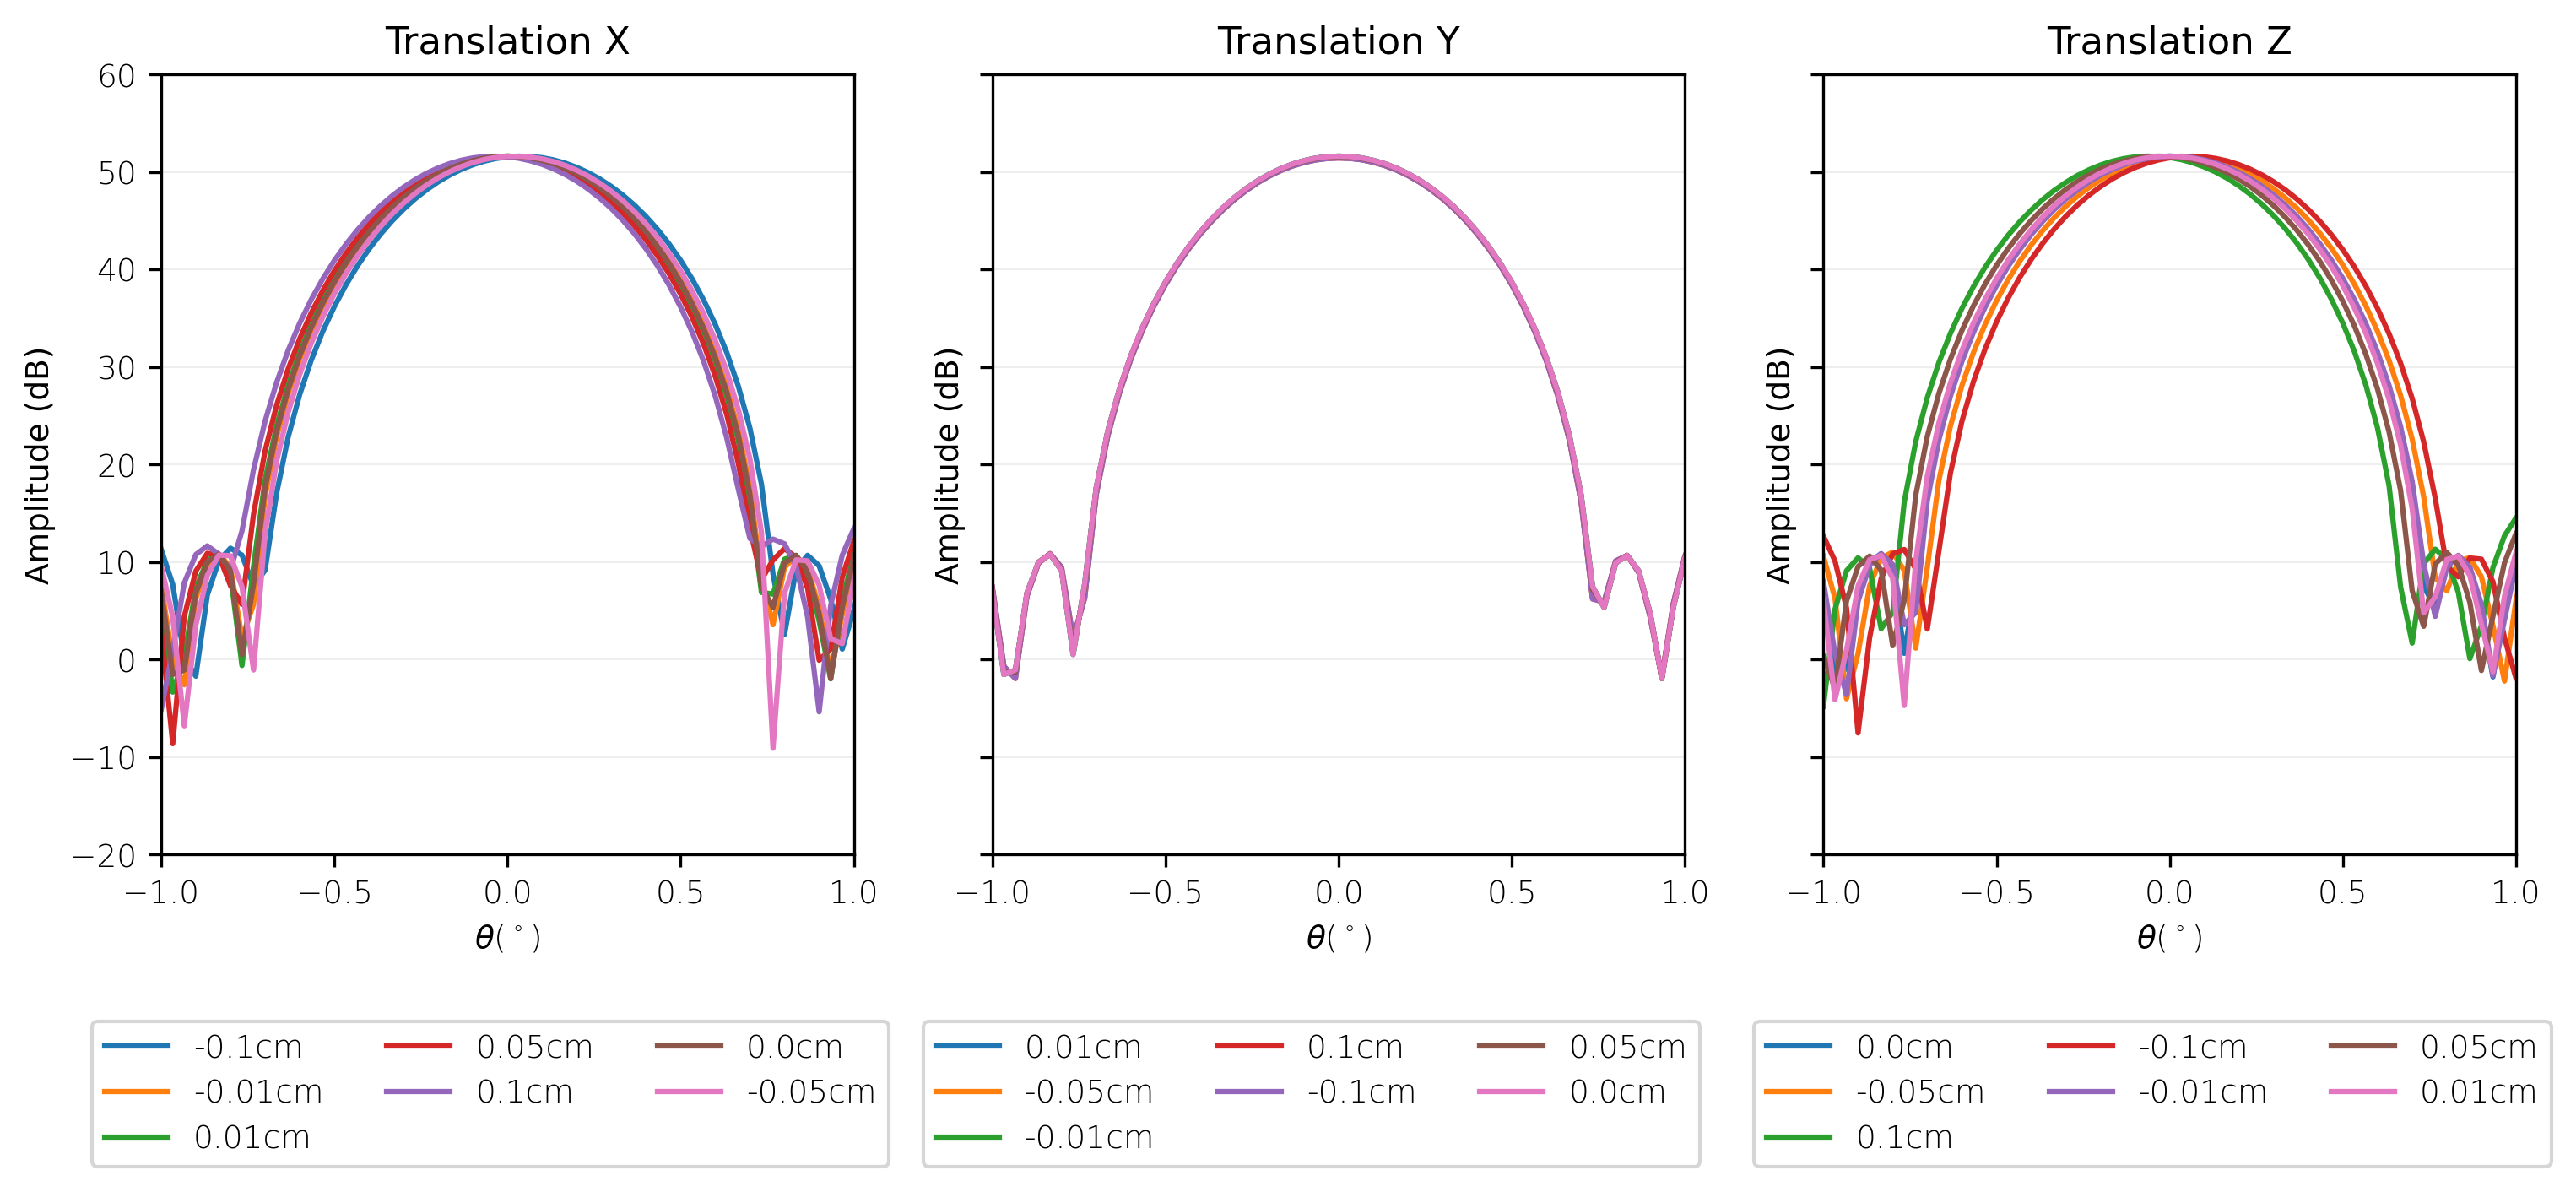 Translation X
Translation Y
Translation Z
60
50
40
30
20
10
0
−10
−20
Amplitude (dB)
Amplitude (dB)
Amplitude (dB)
−1.0 −0.5 0.0 0.5 1.0
−1.0 −0.5 0.0 0.5 1.0
−1.0 −0.5 0.0 0.5 1.0
θ(°)
θ(°)
θ(°)
-0.1cm 0.05cm 0.0cm
-0.01cm 0.1cm -0.05cm
0.01cm
0.01cm 0.1cm 0.05cm
-0.05cm -0.1cm 0.0cm
-0.01cm
0.0cm -0.1cm 0.05cm
-0.05cm -0.01cm 0.01cm
0.1cm